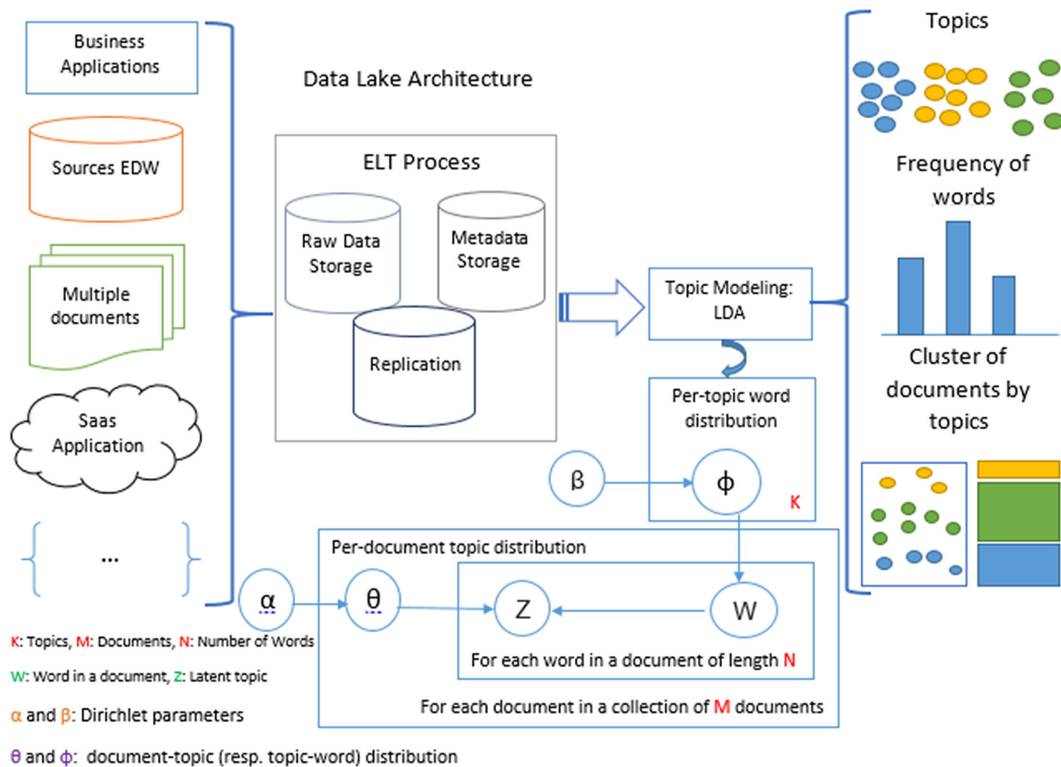 Business
Applications
Sources EDW
Multiple
documents
Saas
Application
...
Data Lake Architecture
ELT Process
Raw Data
Storage
Metadata
Storage
Replication
Topic Modeling:
LDA
Per-topic word
distribution
β
ϕ
K
Per-document topic distribution
α
θ
Z
W
For each word in a document of length N
For each document in a collection of M documents
Topics
Frequency of
words
Cluster of
documents by
topics
K: Topics, M: Documents, N: Number of Words
W: Word in a document, Z: Latent topic
α and β: Dirichlet parameters
θ and ϕ: document-topic (resp. topic-word) distribution